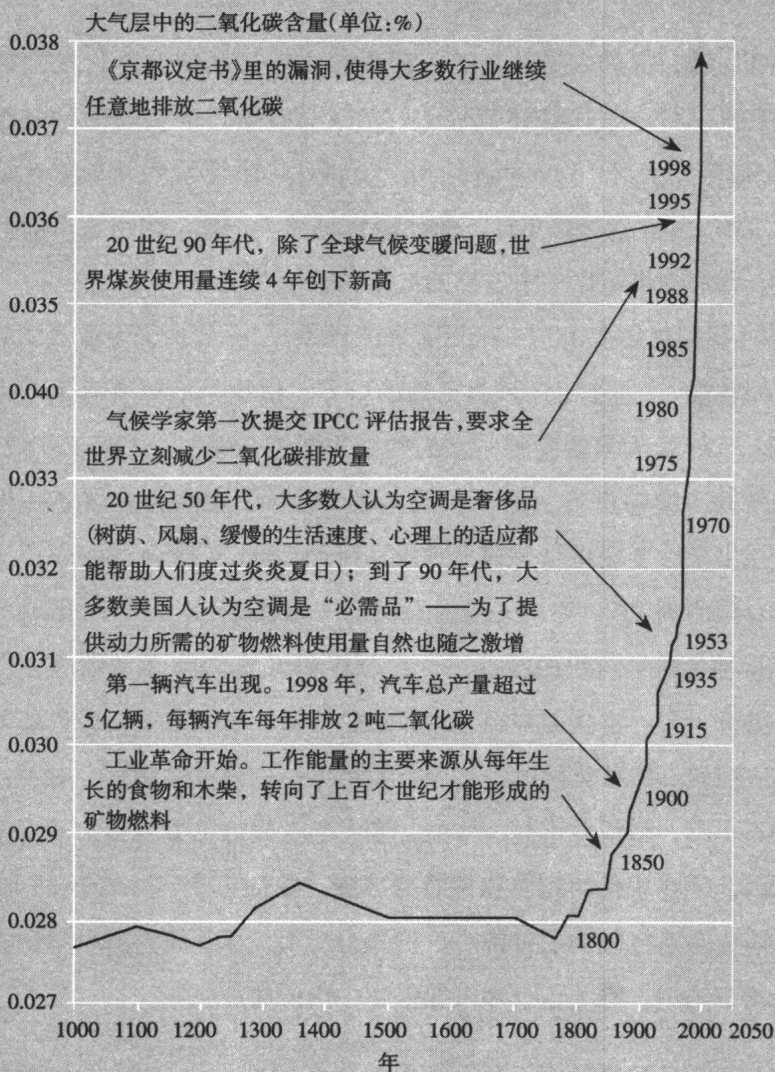 大气层中的二氧化碳含量(单位:%)
0.038
《京都议定书》里的漏洞,使得大多数行业继续
任意地排放二氧化碳
0.037
1998
1995
0.036
20 世纪 90 年代，除了全球气候变暖问题,世
界煤炭使用量连续 4 年创下新高
1992
1988
0.035
1985
0.040
气候学家第一次提交 IPCC 评估报告,要求全
世界立刻减少二氧化碳排放量
1980
1975
0.033
20 世纪 50 年代，大多数人认为空调是奢侈品
(树荫、风扇、缓慢的生活速度、心理上的适应都
能帮助人们度过炎炎夏日)；到了 90 年代，大
多数美国人认为空调是“必需品”——为了提
供动力所需的矿物燃料使用量自然也随之激增
1970
0.032
1953
0.031
第一辆汽车出现。1998 年，汽车总产量超过
5 亿辆，每辆汽车每年排放 2 吨二氧化碳
1935
1915
0.030
工业革命开始。工作能量的主要来源从每年生
长的食物和木柴，转向了上百个世纪才能形成的
矿物燃料
1900
0.029
1850
0.028
1800
0.027
1000 1100 1200 1300 1400 1500 1600 1700 1800 1900 2000 2050
年